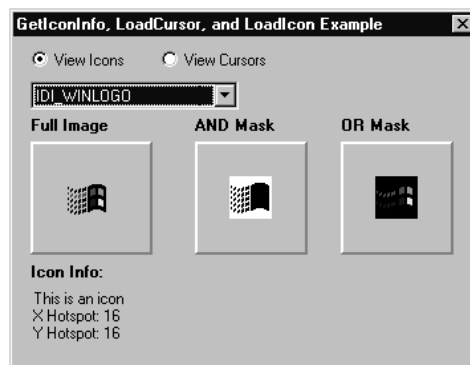 GetIconInfo, LoadCursor, and LoadIcon Example
View Icons View Cursors
IDI_WINLOGO
Full Image AND Mask OR Mask
Icon Info:
This is an icon
X Hotspot: 16
Y Hotspot: 16